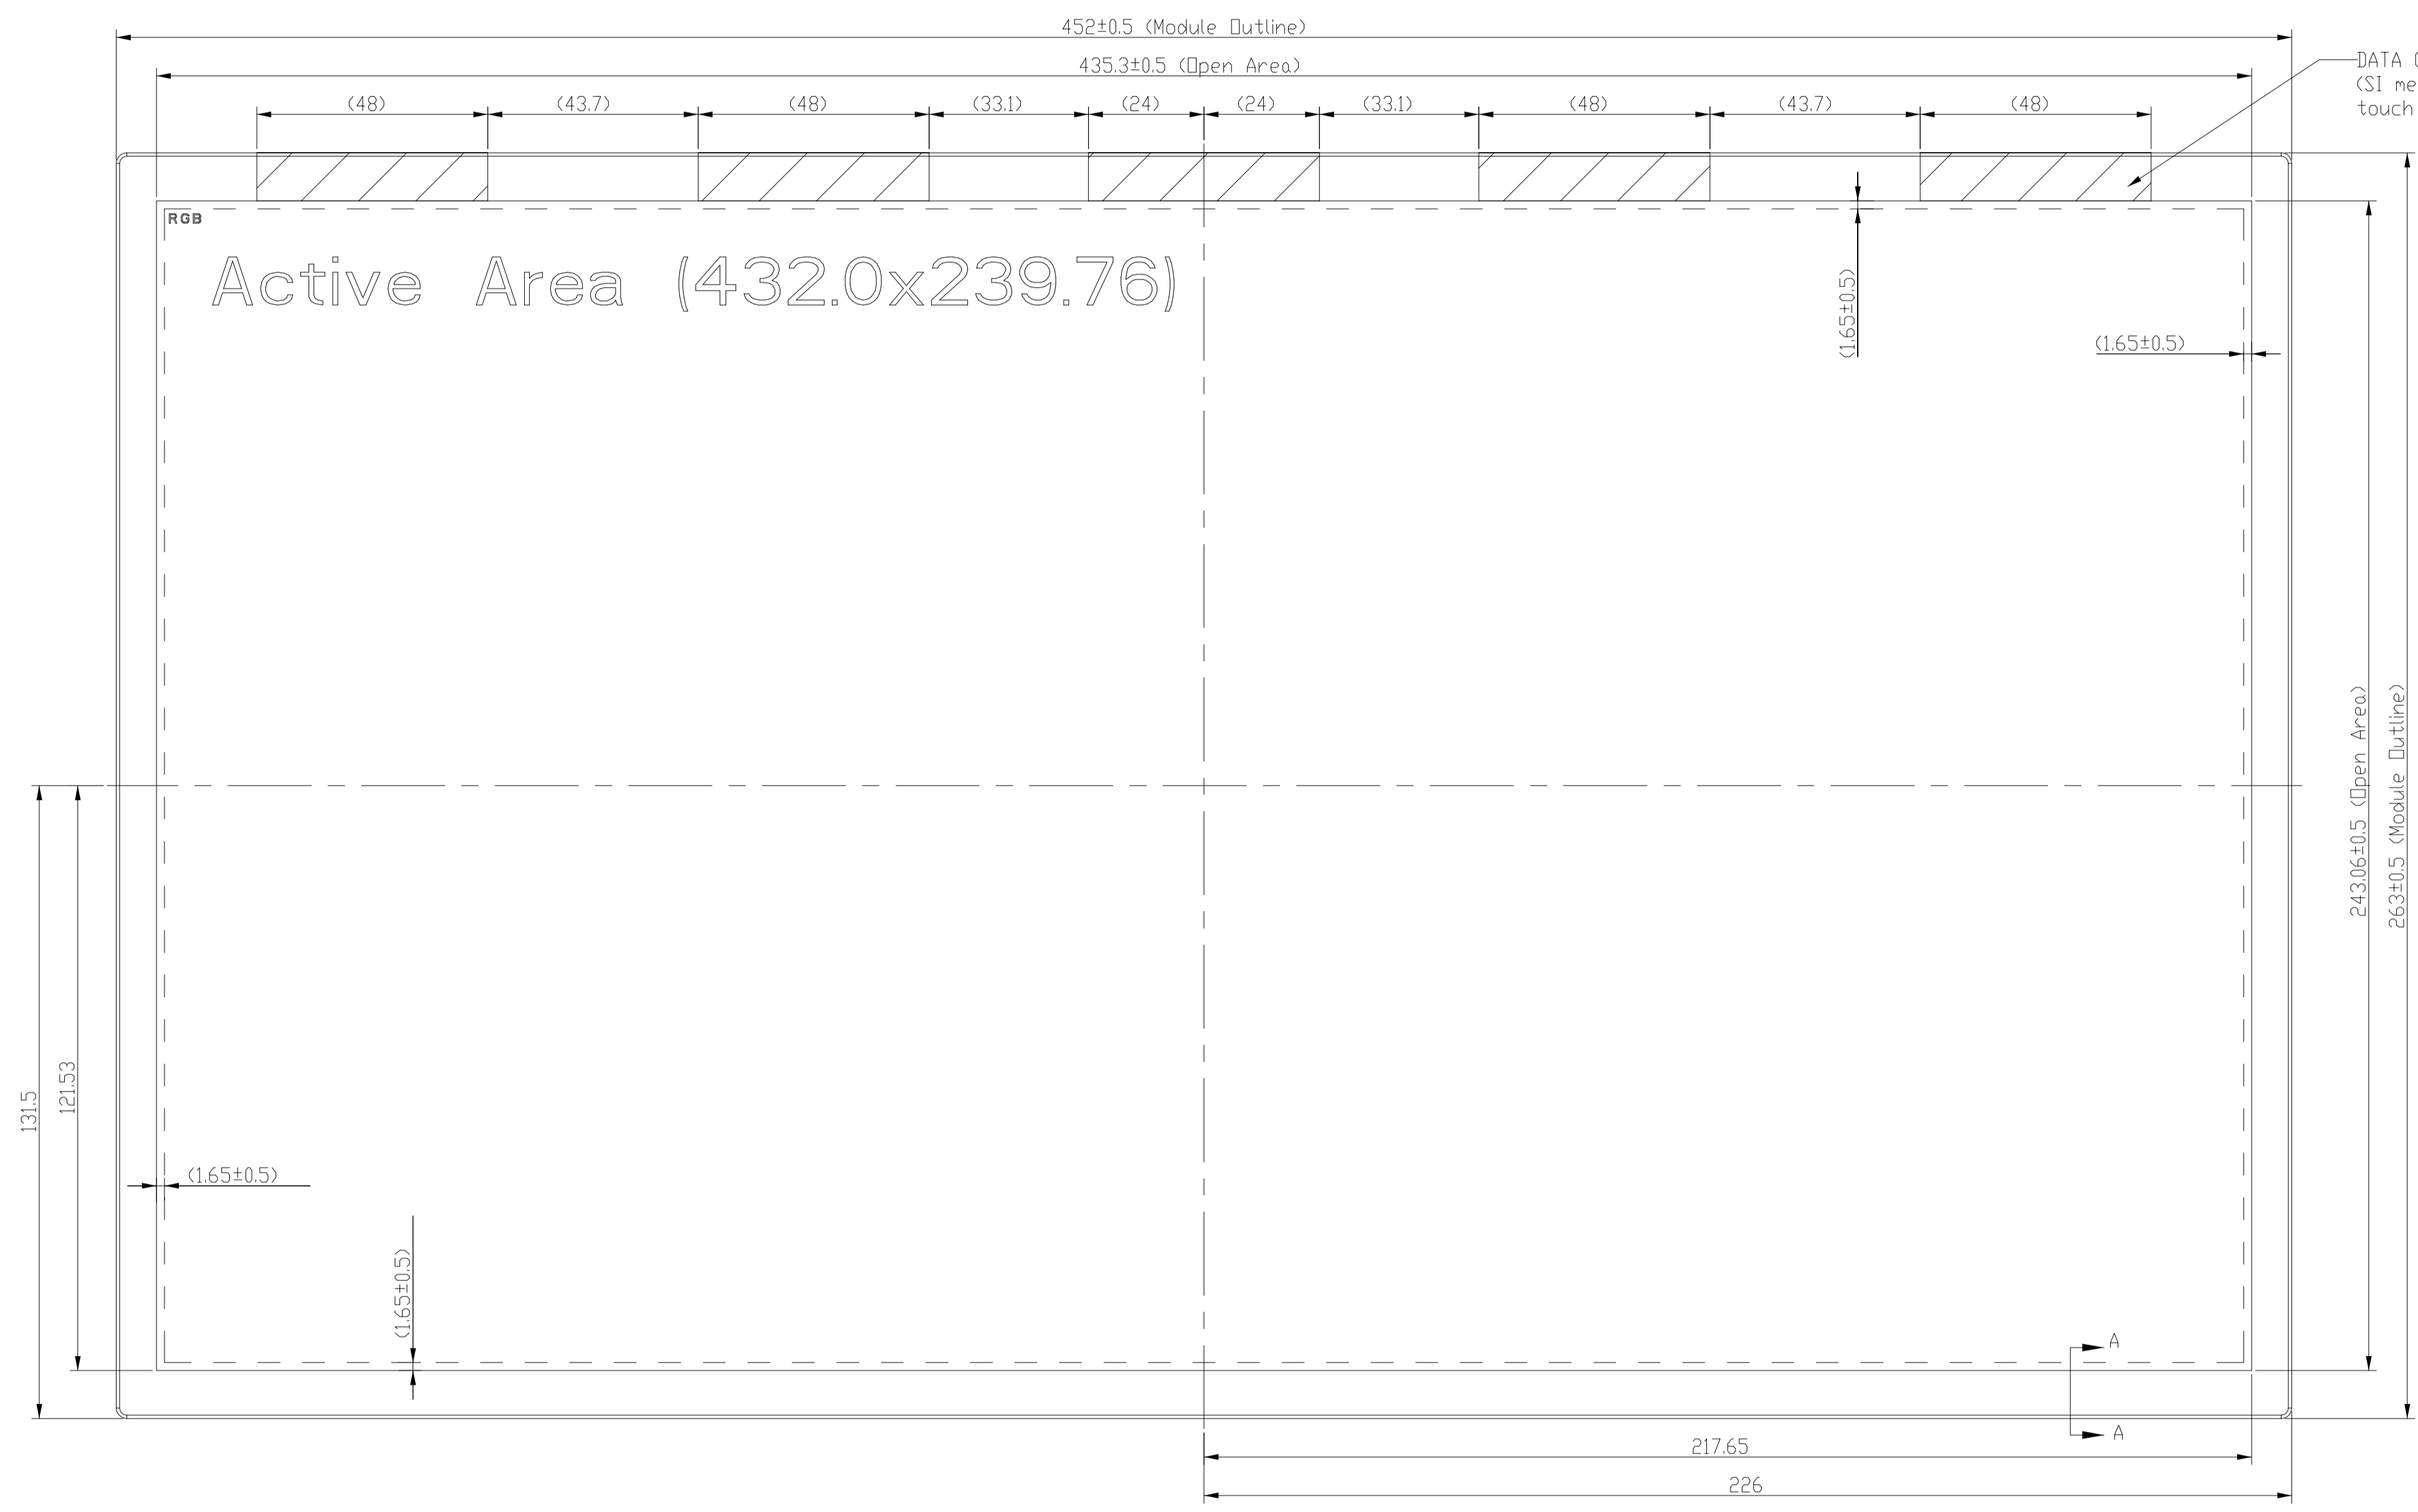 452±0.5 (Module Outline)
435.3±0.5 (Open Area)
DATA
(SI me
touch
(48)
(43.7)
(48)
(33.1)
(24)
(24)
(33.1)
(48)
(43.7)
(48)
RGB
Active Area (432.0x239.76)
(1.65±0.5)
(1.65±0.5)
243.06±0.5 (Open Area)
263±0.5 (Module Outline)
131.5
121.53
(1.65±0.5)
(1.65±0.5)
A
A
217.65
226